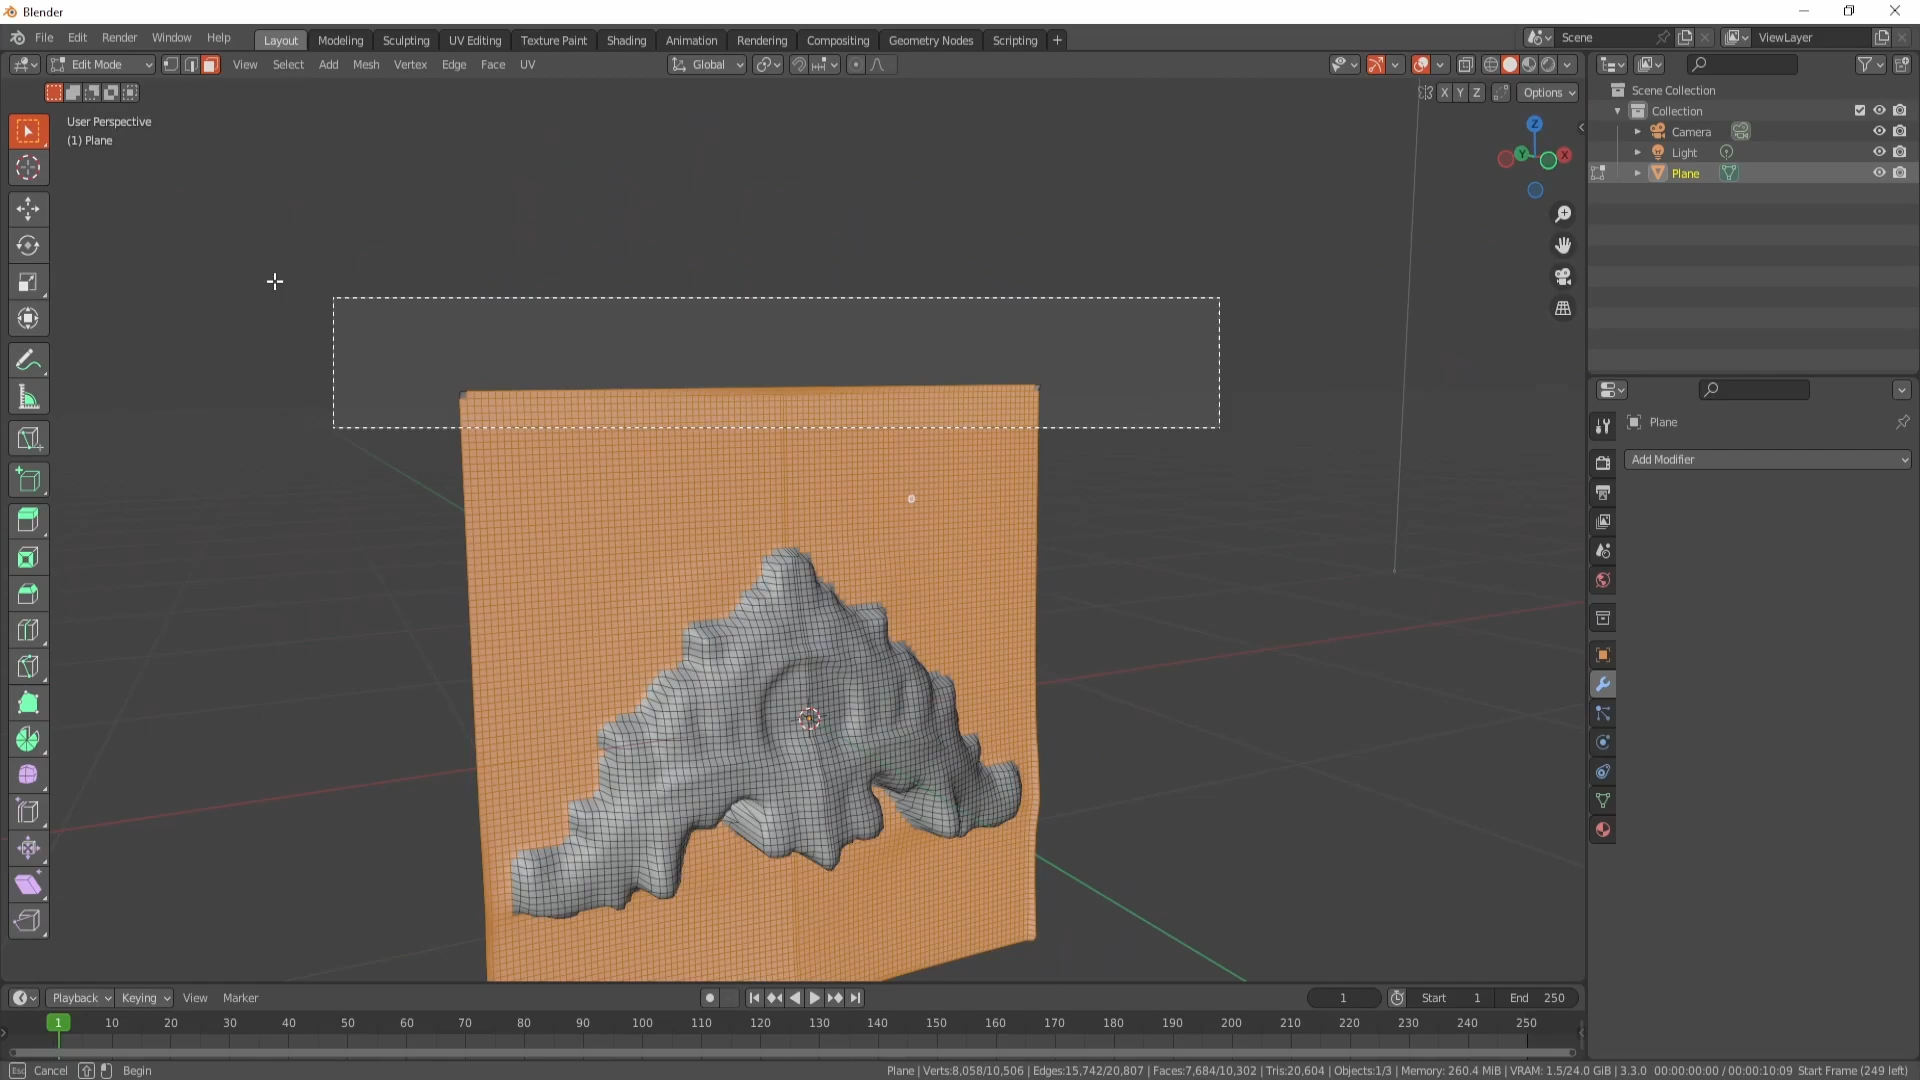 Blender
File Edit Render Window Help
Layout Modeling Sculpting UV Editing Texture Paint Shading Animation Rendering Compositing Geometry Nodes Scripting +
Scene
ViewLayer
Edit Mode
View Select Add Mesh Vertex Edge Face UV
Global
X Y Z
Options
User Perspective
(1) Plane
Z
Y
X
Scene Collection
Collection
Camera
Light
Plane
Plane
Add Modifier
Playback Keying View Marker
1
Start 1
End 250
1 10 20 30 40 50 60 70 80 90 100 110 120 130 140 150 160 170 180 190 200 210 220 230 240 250
Esc Cancel Begin
Plane | Verts:8,058/10,506 | Edges:15,742/20,807 | Faces:7,684/10,302 | Tris:20,604 | Objects:1/3 | Memory: 260.4 MiB | VRAM: 1.5/24.0 GiB | 3.3.0 00:00:00:00 / 00:00:10:09 Start Frame (249 left)